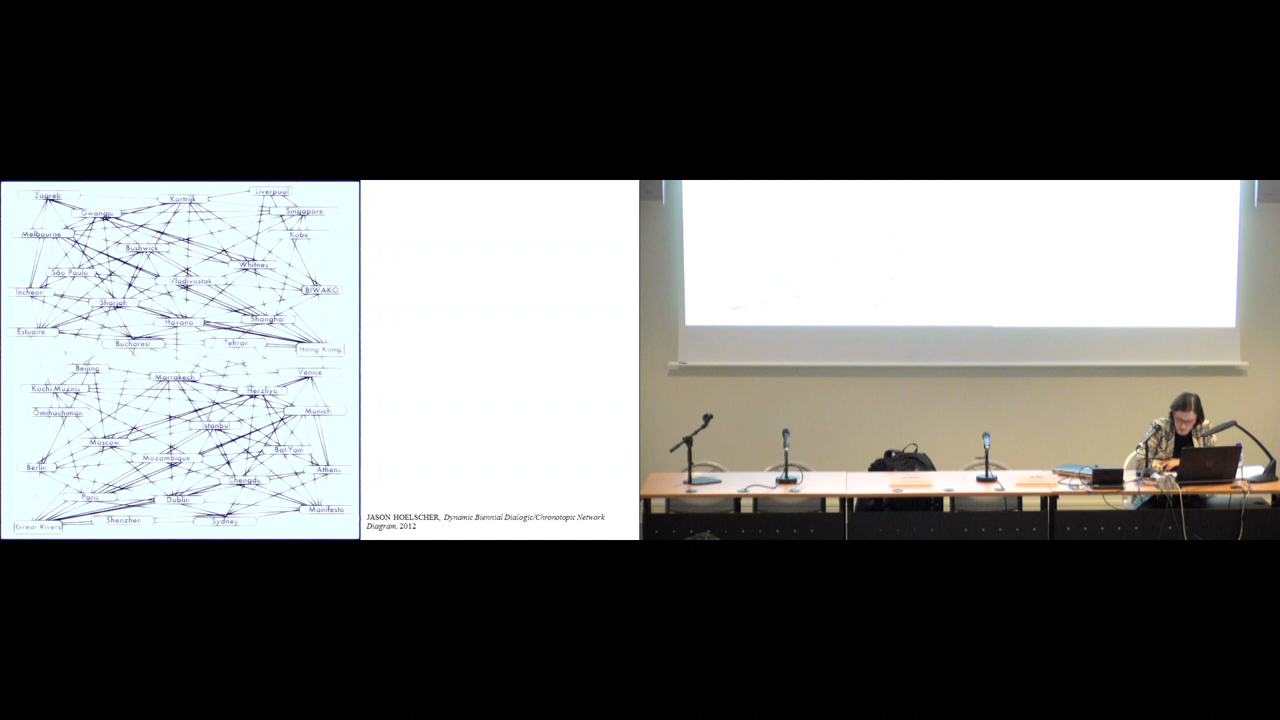 Zagreb
Kortrijk
Liverpool
Gwangju
Singapore
Melbourne
Kobe
Bushwick
Whitney
São Paulo
Vladivostok
Incheon
BIWAKO
Sharjah
Havana
Shanghai
Estuaire
Bucharest
Tehran
Hong Kong
Beijing
Marrakech
Venice
Kochi-Muziris
Herzliya
Omihachiman
Munich
Istanbul
Moscow
Bat-Yam
Mozambique
Berlin
Athens
Chengdu
Paris
Dublin
Manifesta
Great Rivers
Shenzhen
Sydney
JASON HOELSCHER, Dynamic Biennial Dialogic/Chronotopic Network
Diagram, 2012